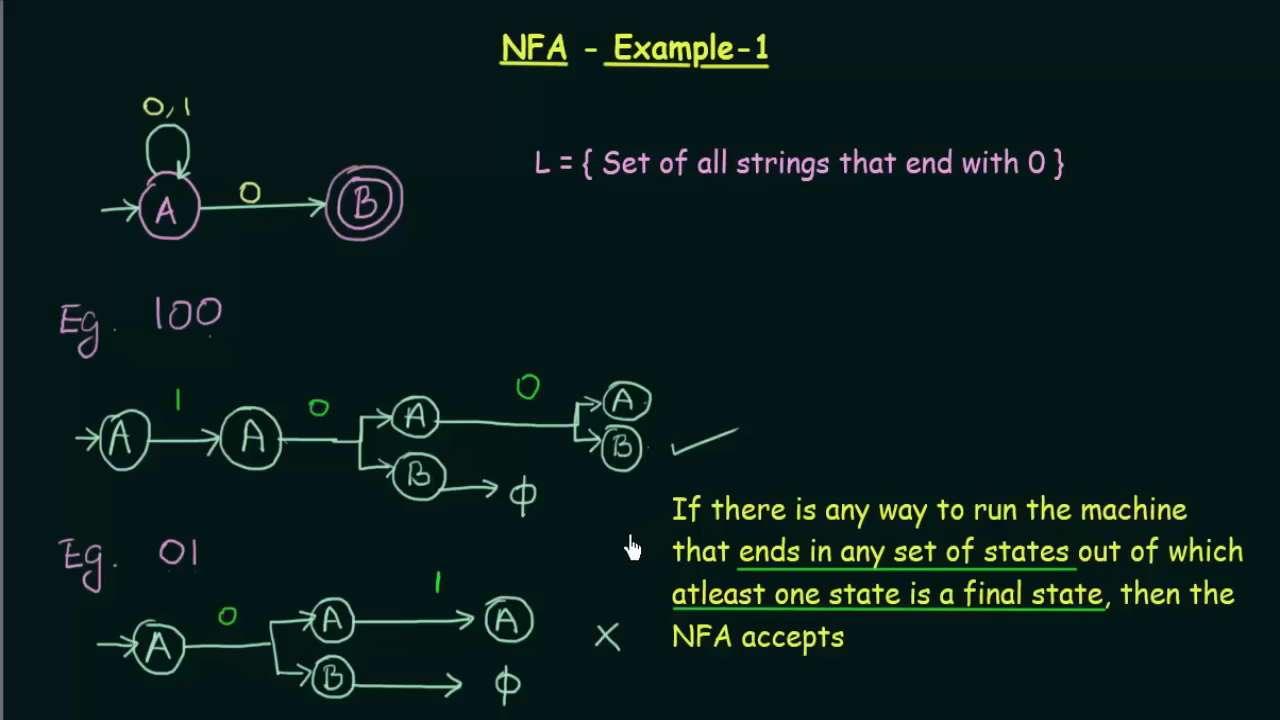 NFA - Example-1
0,1
L = { Set of all strings that end with 0 }
A 0 B
Eg. 100
A 1 A 0 A 0 A
B B
ϕ
If there is any way to run the machine
that ends in any set of states out of which
atleast one state is a final state, then the
NFA accepts
Eg. 01
A 0 A 1 A
B ϕ